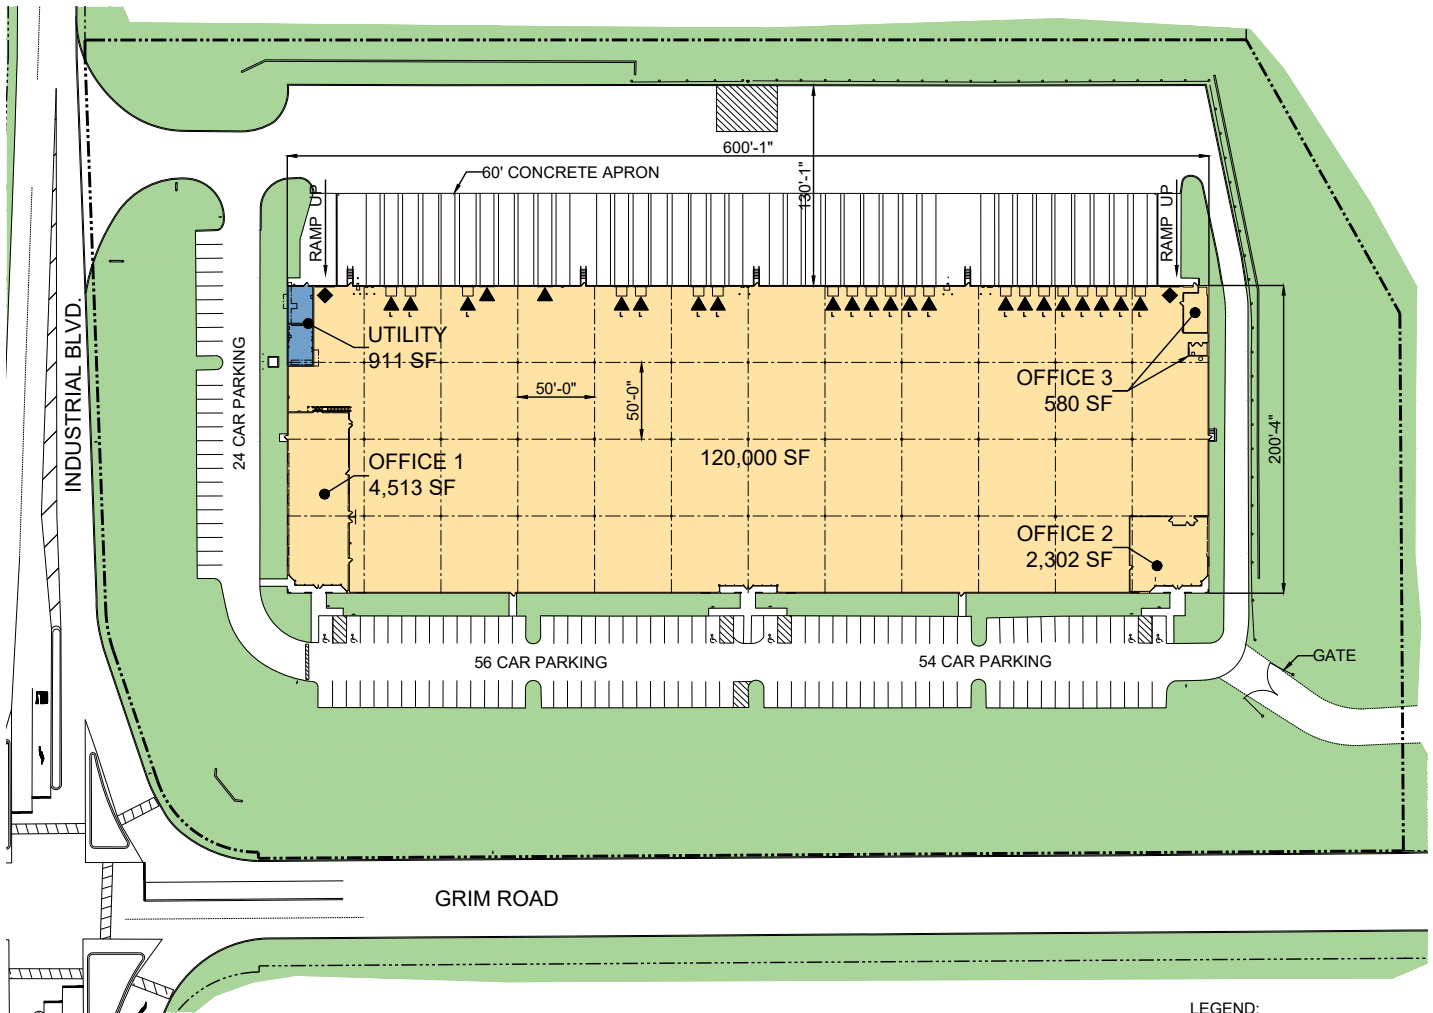 600'-1"
60' CONCRETE APRON
130'-1"
RAMP UP
RAMP UP
UTILITY
911 SF
INDUSTRIAL BLVD.
24 CAR PARKING
50'-0"
50'-0"
OFFICE 3
580 SF
200'-4"
OFFICE 1
4,513 SF
120,000 SF
OFFICE 2
2,302 SF
56 CAR PARKING
54 CAR PARKING
GATE
GRIM ROAD
LEGEND: